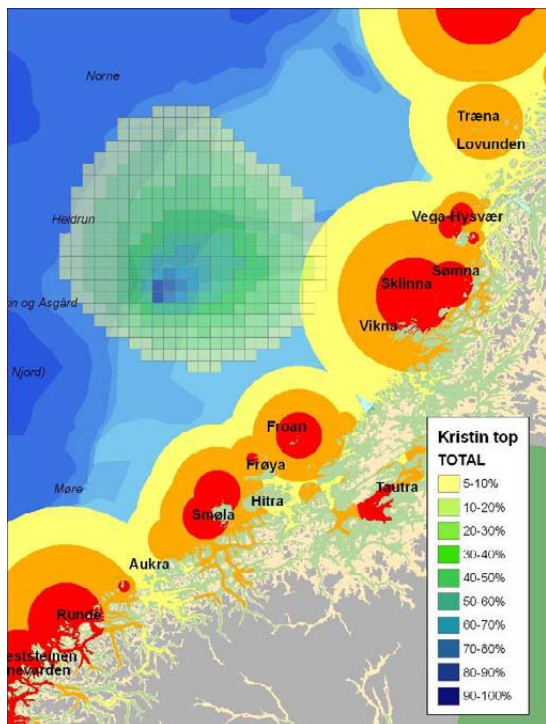 Norne
Træna
Lovunden
Vega-Hysvær
Heidrun
Sømna
Sklinna
in og Åsgård
Vikna
Njord)
Froan
Kristin top
TOTAL
5-10%
10-20%
20-30%
30-40%
40-50%
50-60%
60-70%
70-80%
80-90%
90-100%
Frøya
Tautra
Møre
Hitra
Smøla
Aukra
Runde
eststeinen
nevarden